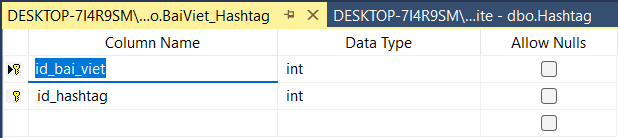 DESKTOP-7I4R9SM\...o.BaiViet_Hashtag DESKTOP-7I4R9SM\...ite - dbo.Hashtag
Column Name Data Type Allow Nulls
id_bai_viet int
id_hashtag int